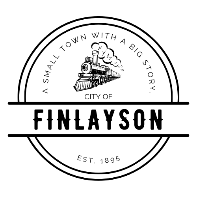 A SMALL TOWN WITH A BIG STORY
CITY OF
FINLAYSON
EST. 1895